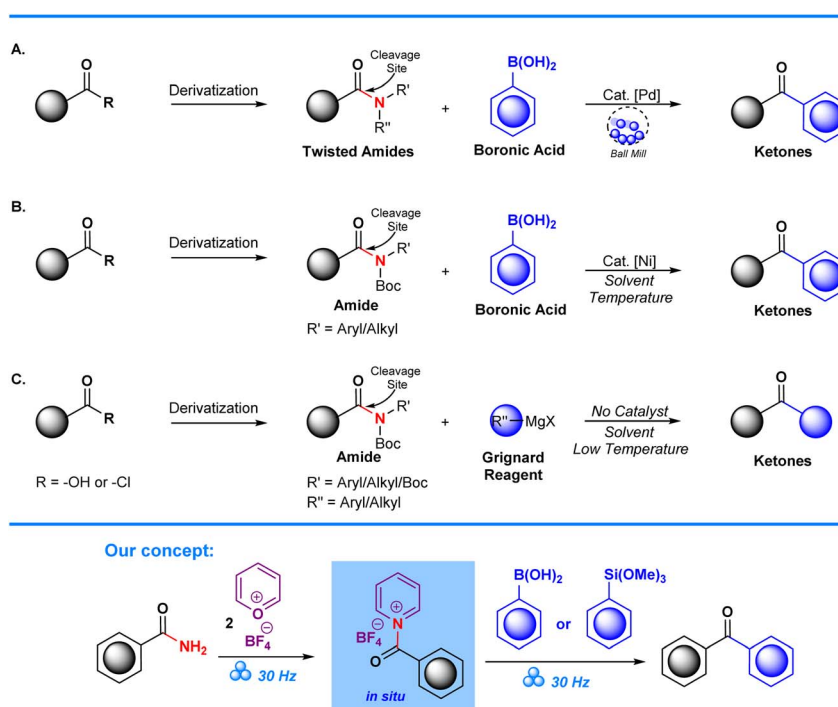 A.
O
R
Derivatization
Cleavage
Site
O
N
R'
R"
Twisted Amides
+
B(OH)2
Boronic Acid
Cat. [Pd]
Ball Mill
O
Ketones
B.
O
R
Derivatization
Cleavage
Site
O
N
R'
Boc
Amide
R' = Aryl/Alkyl
+
B(OH)2
Boronic Acid
Cat. [Ni]
Solvent
Temperature
O
Ketones
C.
O
R
R = -OH or -Cl
Derivatization
Cleavage
Site
O
N
R'
Boc
Amide
R' = Aryl/Alkyl/Boc
R" = Aryl/Alkyl
+
R" MgX
Grignard
Reagent
No Catalyst
Solvent
Low Temperature
O
Ketones
Our concept:
O
NH2
2
O
+
−
BF4
30 Hz
+
N
−
BF4
O
in situ
B(OH)2
or
Si(OMe)3
30 Hz
O